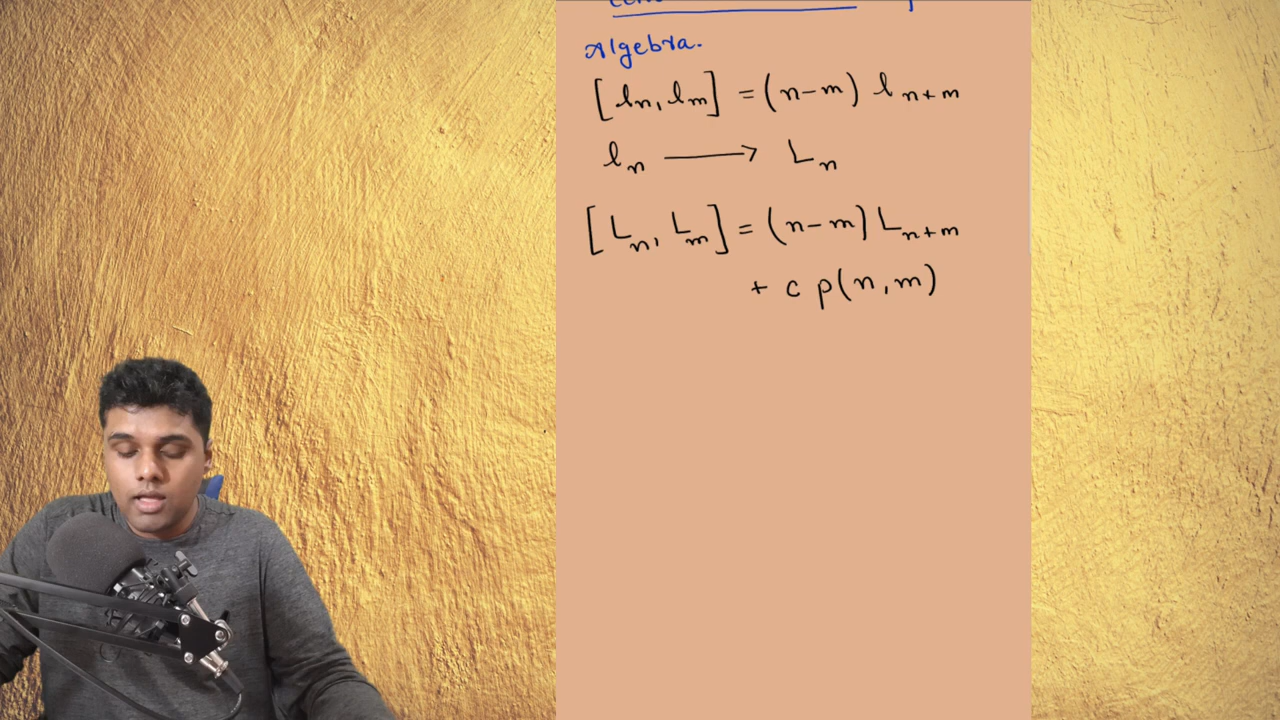 Algebra.
[ℓn, ℓm] = (n-m) ℓn+m
ℓn ⟶ Ln
[Ln, Lm] = (n-m) Ln+m
+ c p(n,m)